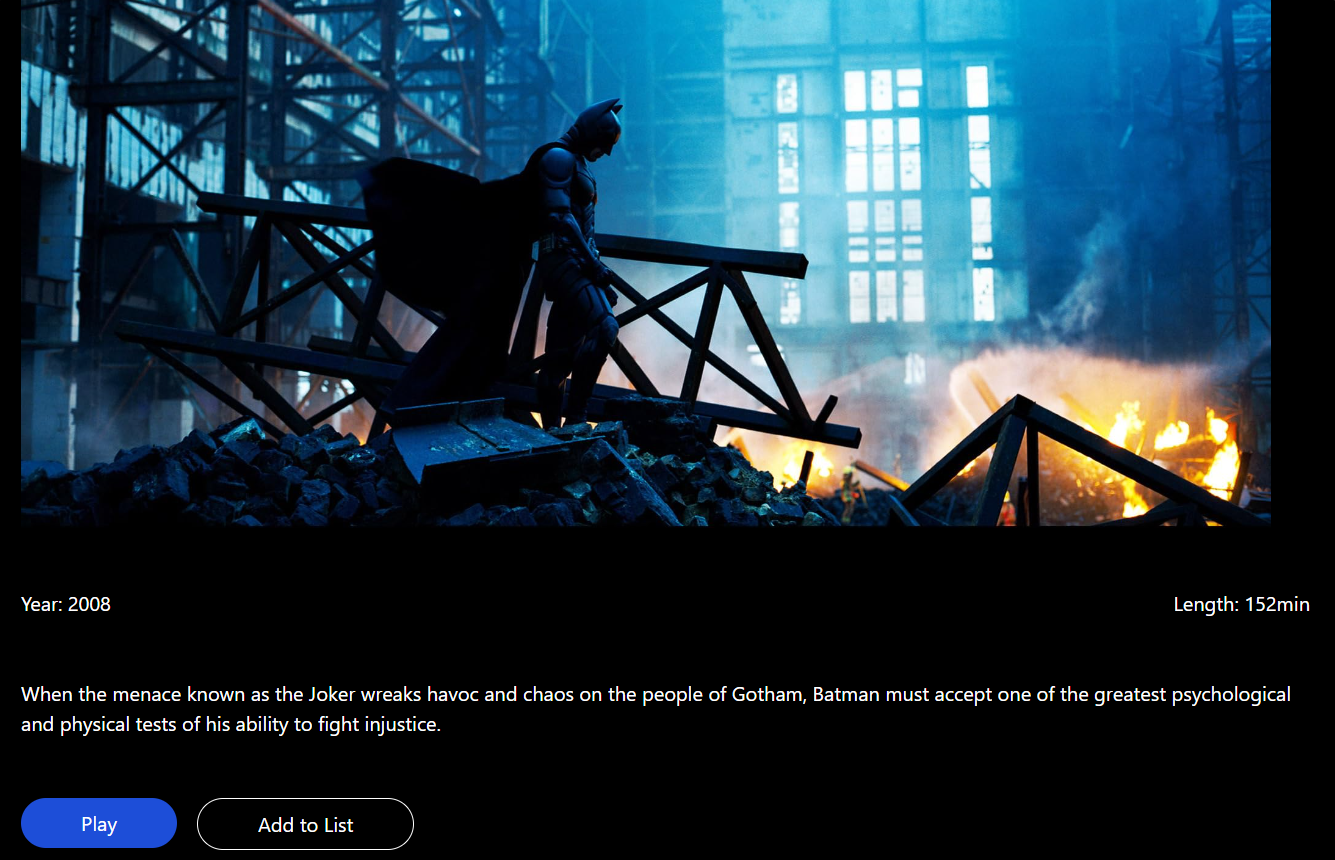 Year: 2008
Length: 152min
When the menace known as the Joker wreaks havoc and chaos on the people of Gotham, Batman must accept one of the greatest psychological
and physical tests of his ability to fight injustice.
Play
Add to List